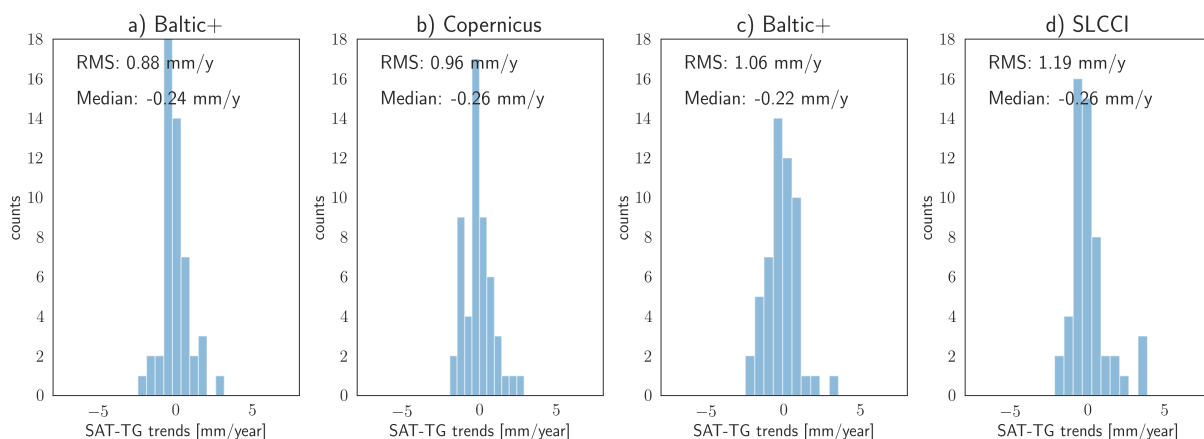 a) Baltic+
RMS: 0.88 mm/y
Median: -0.24 mm/y
counts
18
16
14
12
10
8
6
4
2
0
−5
0
5
SAT-TG trends [mm/year]
b) Copernicus
RMS: 0.96 mm/y
Median: -0.26 mm/y
counts
18
16
14
12
10
8
6
4
2
0
−5
0
5
SAT-TG trends [mm/year]
c) Baltic+
RMS: 1.06 mm/y
Median: -0.22 mm/y
counts
18
16
14
12
10
8
6
4
2
0
−5
0
5
SAT-TG trends [mm/year]
d) SLCCI
RMS: 1.19 mm/y
Median: -0.26 mm/y
counts
18
16
14
12
10
8
6
4
2
0
−5
0
5
SAT-TG trends [mm/year]